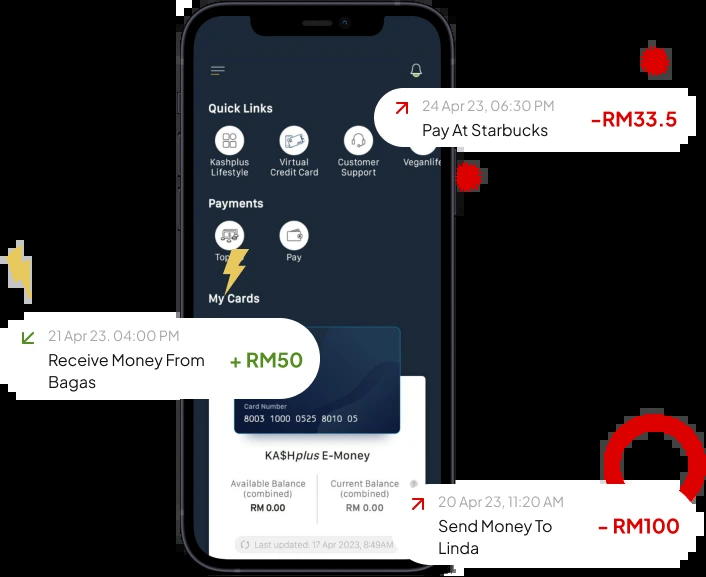 Quick Links
24 Apr 23, 06:30 PM
Pay At Starbucks
-RM33.5
Kashplus
Lifestyle
Virtual
Credit Card
Customer
Support
Veganlife
Payments
Pay
My Cards
21 Apr 23. 04:00 PM
Receive Money From
Bagas
+ RM50
Card Number
8003 1000 0525 8010 05
KA$Hplus E-Money
Available Balance
(combined)
RM 0.00
Current Balance
(combined)
RM 0.00
20 Apr 23, 11:20 AM
Send Money To
Linda
- RM100
Last updated: 17 Apr 2023, 8:49AM